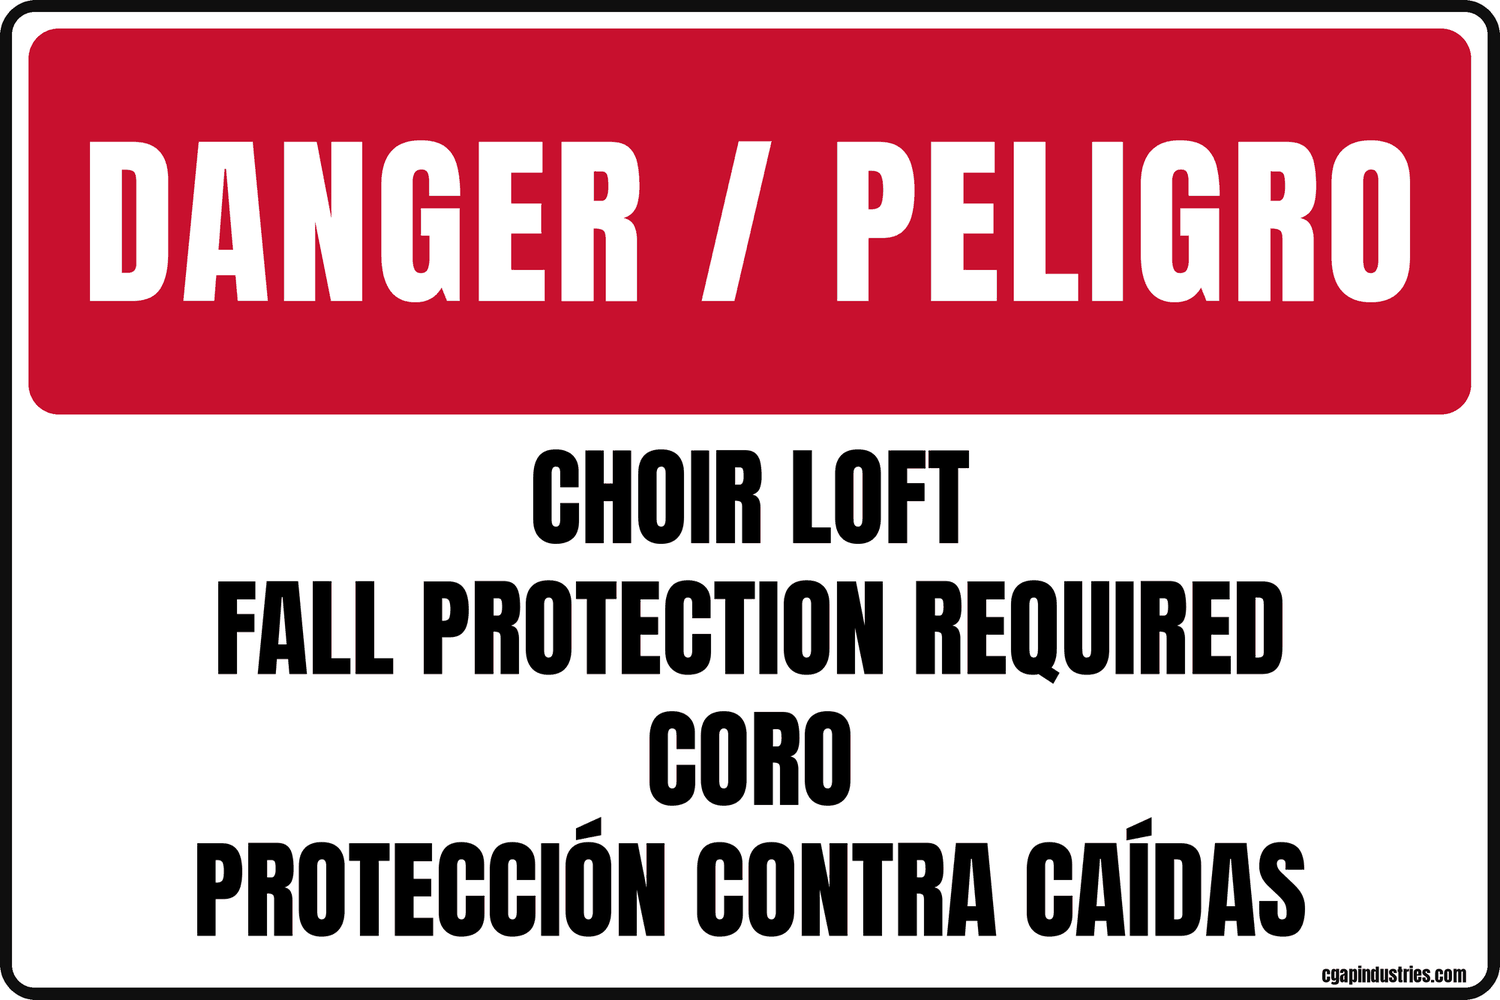 DANGER / PELIGRO
CHOIR LOFT
FALL PROTECTION REQUIRED
CORO
PROTECCIÓN CONTRA CAÍDAS
cgapindustries.com